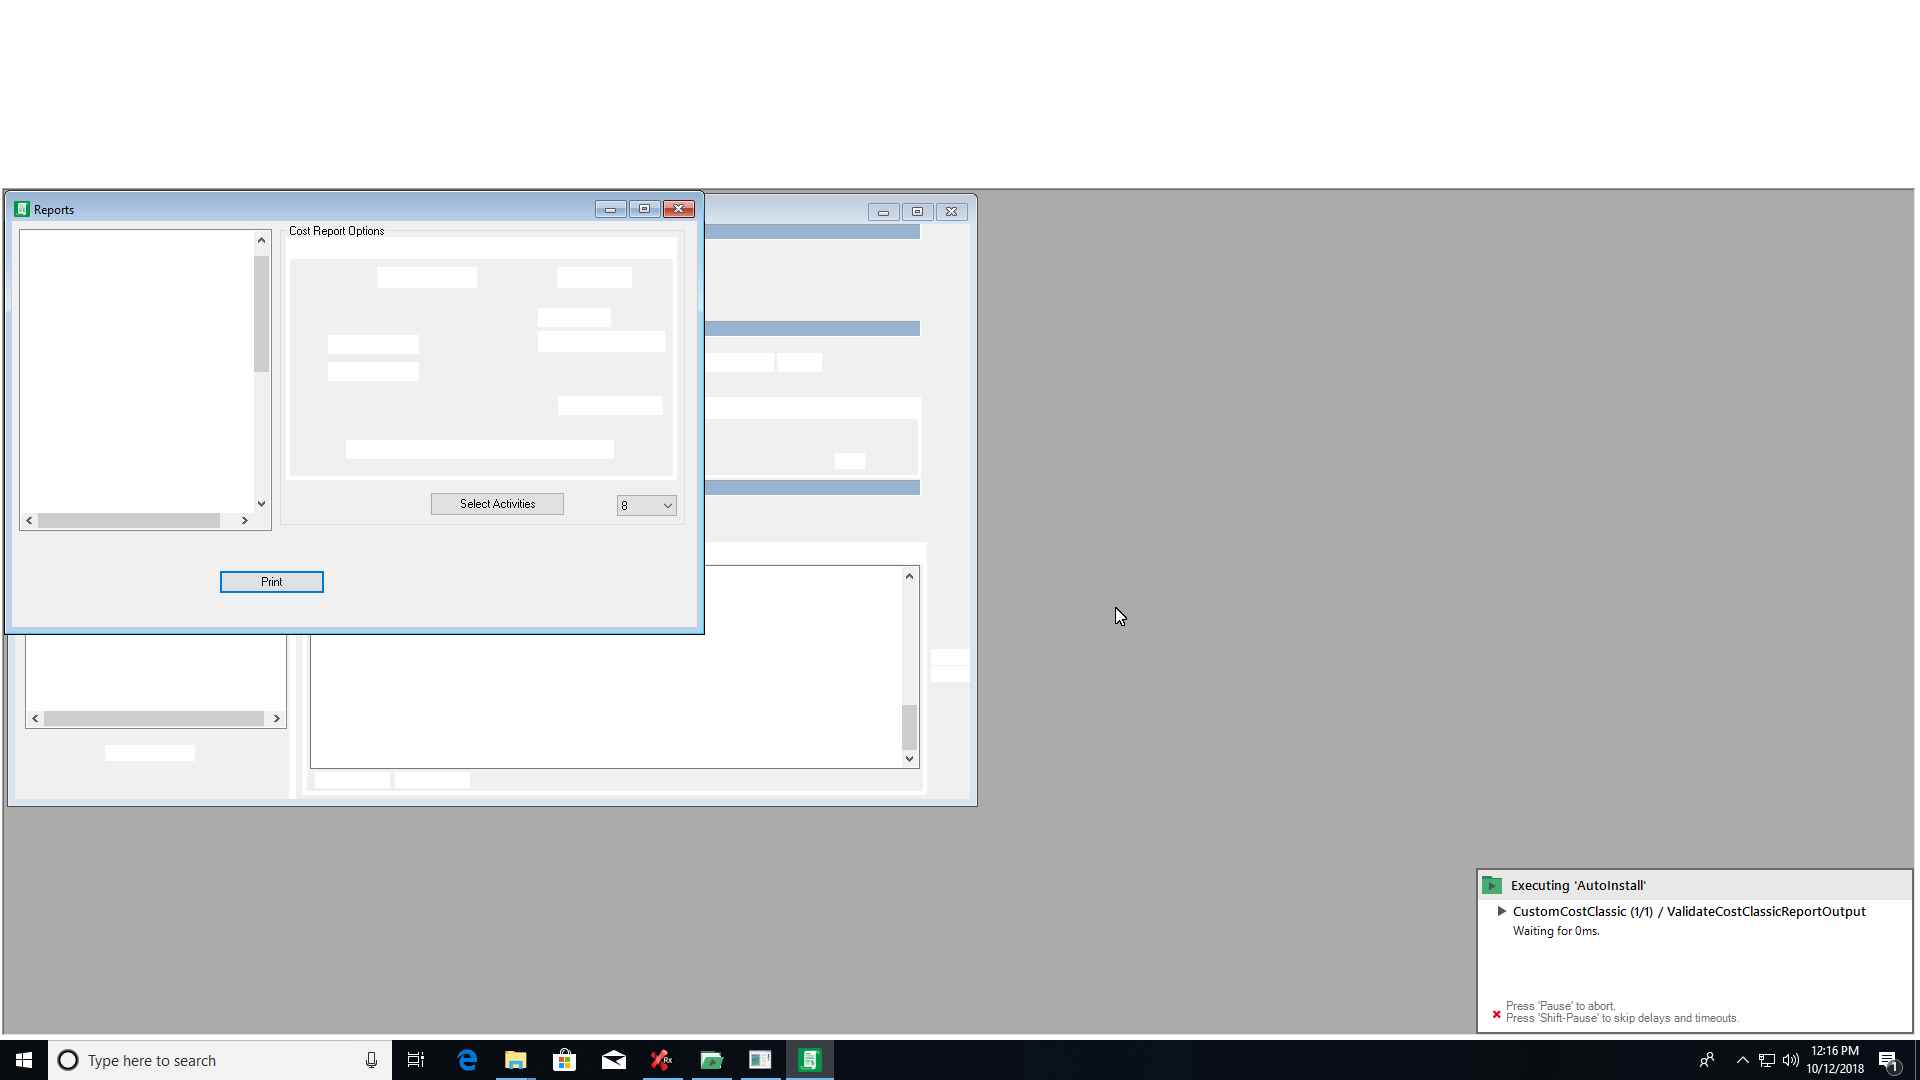 Reports
Cost Report Options
Select Activities
8
Print
Executing 'AutoInstall'
CustomCostClassic (1/1) / ValidateCostClassicReportOutput
Waiting for 0ms.
Press 'Pause' to abort.
Press 'Shift-Pause' to skip delays and timeouts.
Type here to search
Rx
12:16 PM
10/12/2018
1